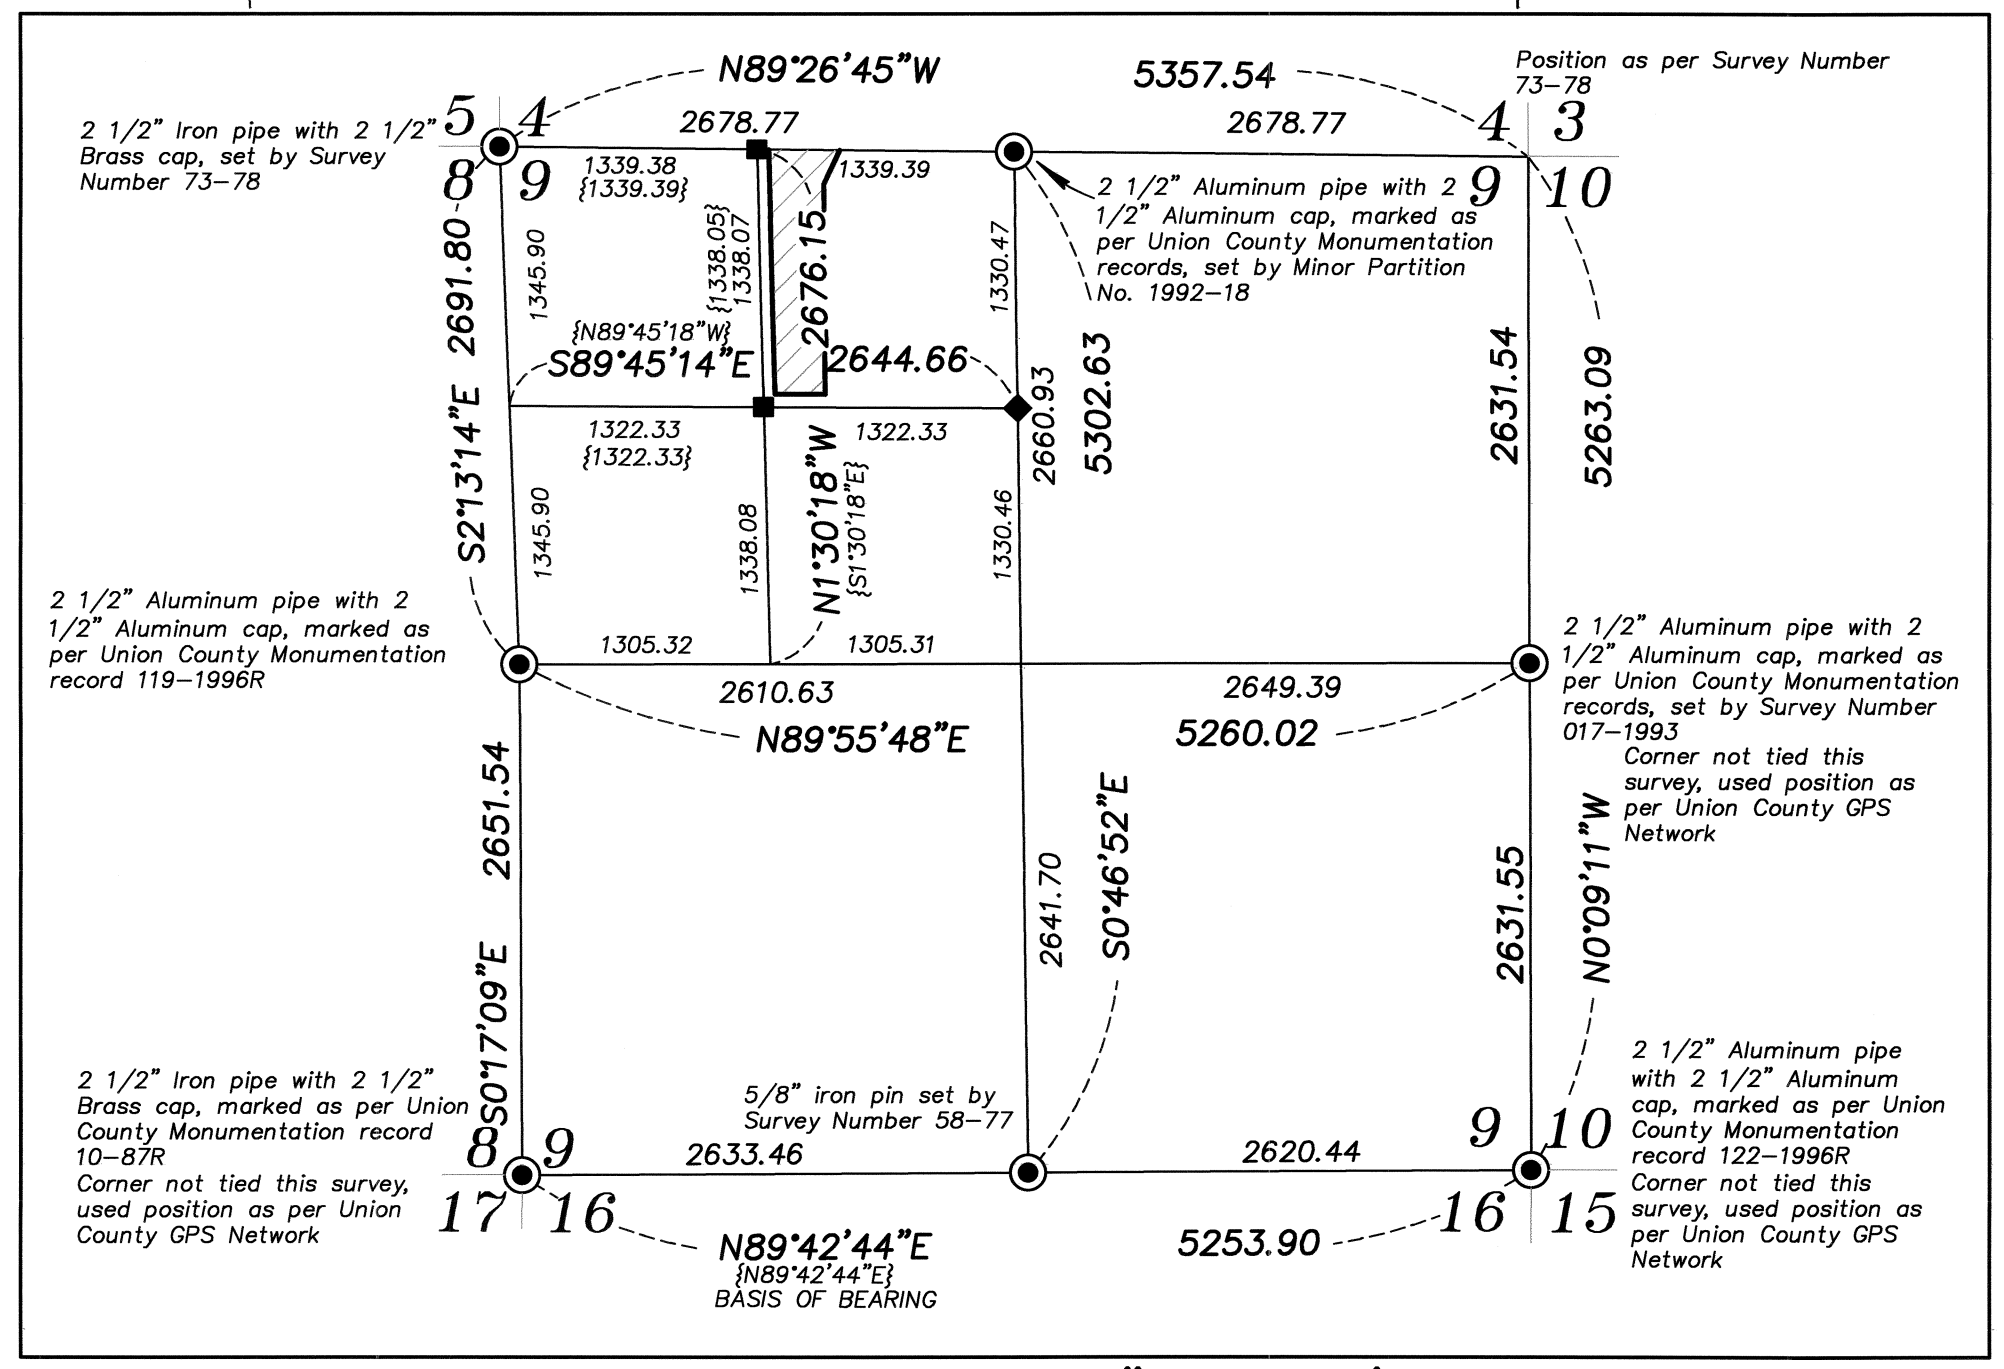 N89°26'45"W
5357.54
Position as per Survey Number
73-78
2 1/2" Iron pipe with 2 1/2"
Brass cap, set by Survey
Number 73-78
5 4
8 9
2678.77
2678.77
4 3
9 10
1339.38
{1339.39}
1339.39
2 1/2" Aluminum pipe with 2
1/2" Aluminum cap, marked as
per Union County Monumentation
records, set by Minor Partition
No. 1992-18
S2°13'14"E 2691.80
1345.90
{1338.05}
1338.07
2676.15
1330.47
{N89°45'18"W}
S89°45'14"E
2644.66
2660.93
5302.63
2631.54
5263.09
1322.33
{1322.33}
1322.33
1345.90
1338.08
N1°30'18"W
{S1°30'18"E}
1330.46
2 1/2" Aluminum pipe with 2
1/2" Aluminum cap, marked as
per Union County Monumentation
record 119-1996R
1305.32
1305.31
2610.63
2649.39
N89°55'48"E
5260.02
2 1/2" Aluminum pipe with 2
1/2" Aluminum cap, marked as
per Union County Monumentation
records, set by Survey Number
017-1993
Corner not tied this
survey, used position as
per Union County GPS
Network
S0°17'09"E 2651.54
2641.70
S0°46'52"E
2631.55
N0°09'11"W
2 1/2" Iron pipe with 2 1/2"
Brass cap, marked as per Union
County Monumentation record
10-87R
Corner not tied this survey,
used position as per Union
County GPS Network
5/8" iron pin set by
Survey Number 58-77
8 9
17 16
2633.46
2620.44
9 10
16 15
2 1/2" Aluminum pipe
with 2 1/2" Aluminum
cap, marked as per Union
County Monumentation
record 122-1996R
Corner not tied this
survey, used position as
per Union County GPS
Network
N89°42'44"E
{N89°42'44"E}
BASIS OF BEARING
5253.90